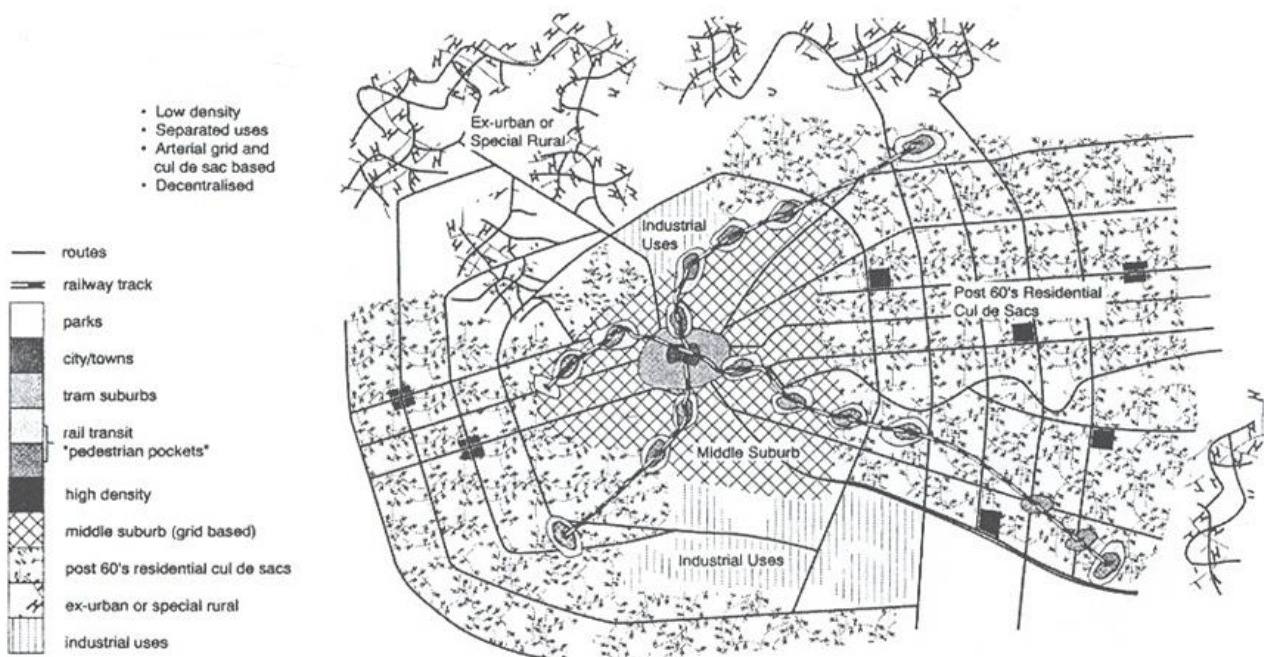 • Low density
• Separated uses
• Arterial grid and
cul de sac based
• Decentralised
routes
railway track
parks
city/towns
tram suburbs
rail transit
"pedestrian pockets"
high density
middle suburb (grid based)
post 60's residential cul de sacs
ex-urban or special rural
industrial uses
Ex-urban or
Special Rural
Industrial
Uses
Post 60's Residential
Cul de Sacs
Middle Suburb
Industrial Uses